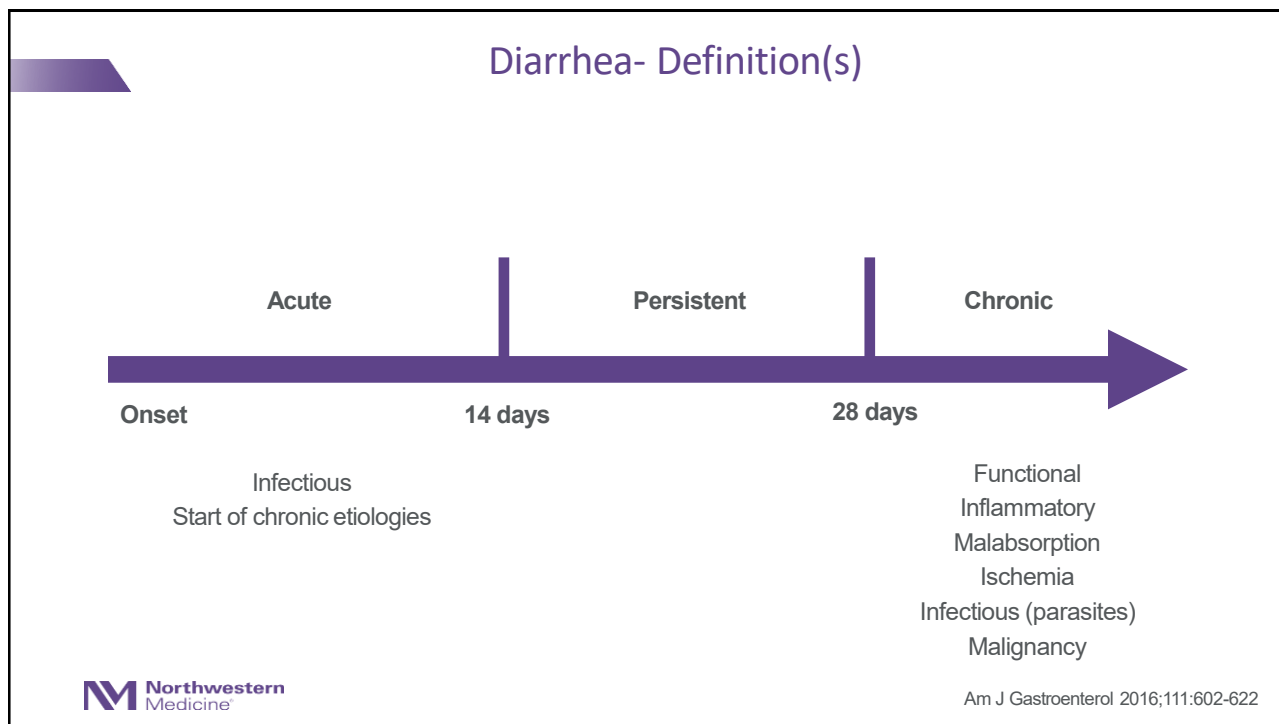 Diarrhea- Definition(s)
Acute
Persistent
Chronic
Onset
14 days
28 days
Infectious
Start of chronic etiologies
Functional
Inflammatory
Malabsorption
Ischemia
Infectious (parasites)
Malignancy
Northwestern
Medicine®
Am J Gastroenterol 2016;111:602-622